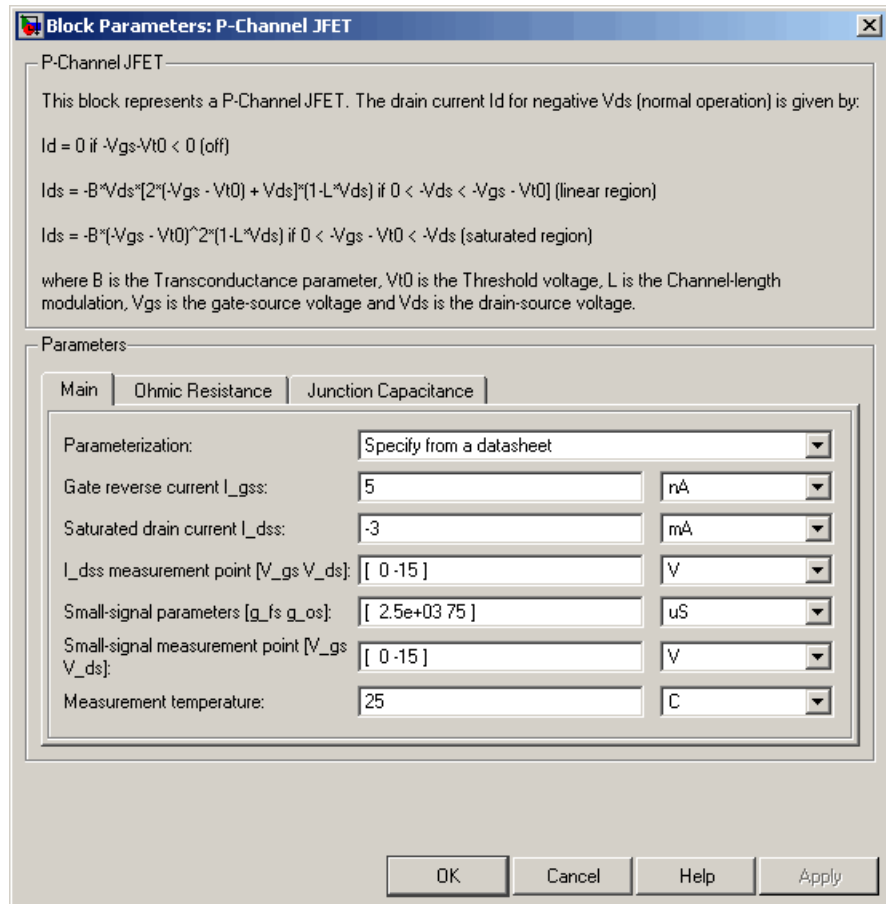 Block Parameters: P-Channel JFET
P-Channel JFET
This block represents a P-Channel JFET. The drain current Id for negative Vds (normal operation) is given by:
Id = 0 if -Vgs-Vt0 < 0 (off)
Ids = -B*Vds*[2*(-Vgs - Vt0) + Vds]*(1-L*Vds) if 0 < -Vds < -Vgs - Vt0] (linear region)
Ids = -B*(-Vgs - Vt0)^2*(1-L*Vds) if 0 < -Vgs - Vt0 < -Vds (saturated region)
where B is the Transconductance parameter, Vt0 is the Threshold voltage, L is the Channel-length
modulation, Vgs is the gate-source voltage and Vds is the drain-source voltage.
Parameters
Main Ohmic Resistance Junction Capacitance
Parameterization: Specify from a datasheet
Gate reverse current I_gss: 5 nA
Saturated drain current I_dss: -3 mA
I_dss measurement point [V_gs V_ds]: [ 0 -15 ] V
Small-signal parameters [g_fs g_os]: [ 2.5e+03 75 ] uS
Small-signal measurement point [V_gs
V_ds]: [ 0 -15 ] V
Measurement temperature: 25 C
OK Cancel Help Apply